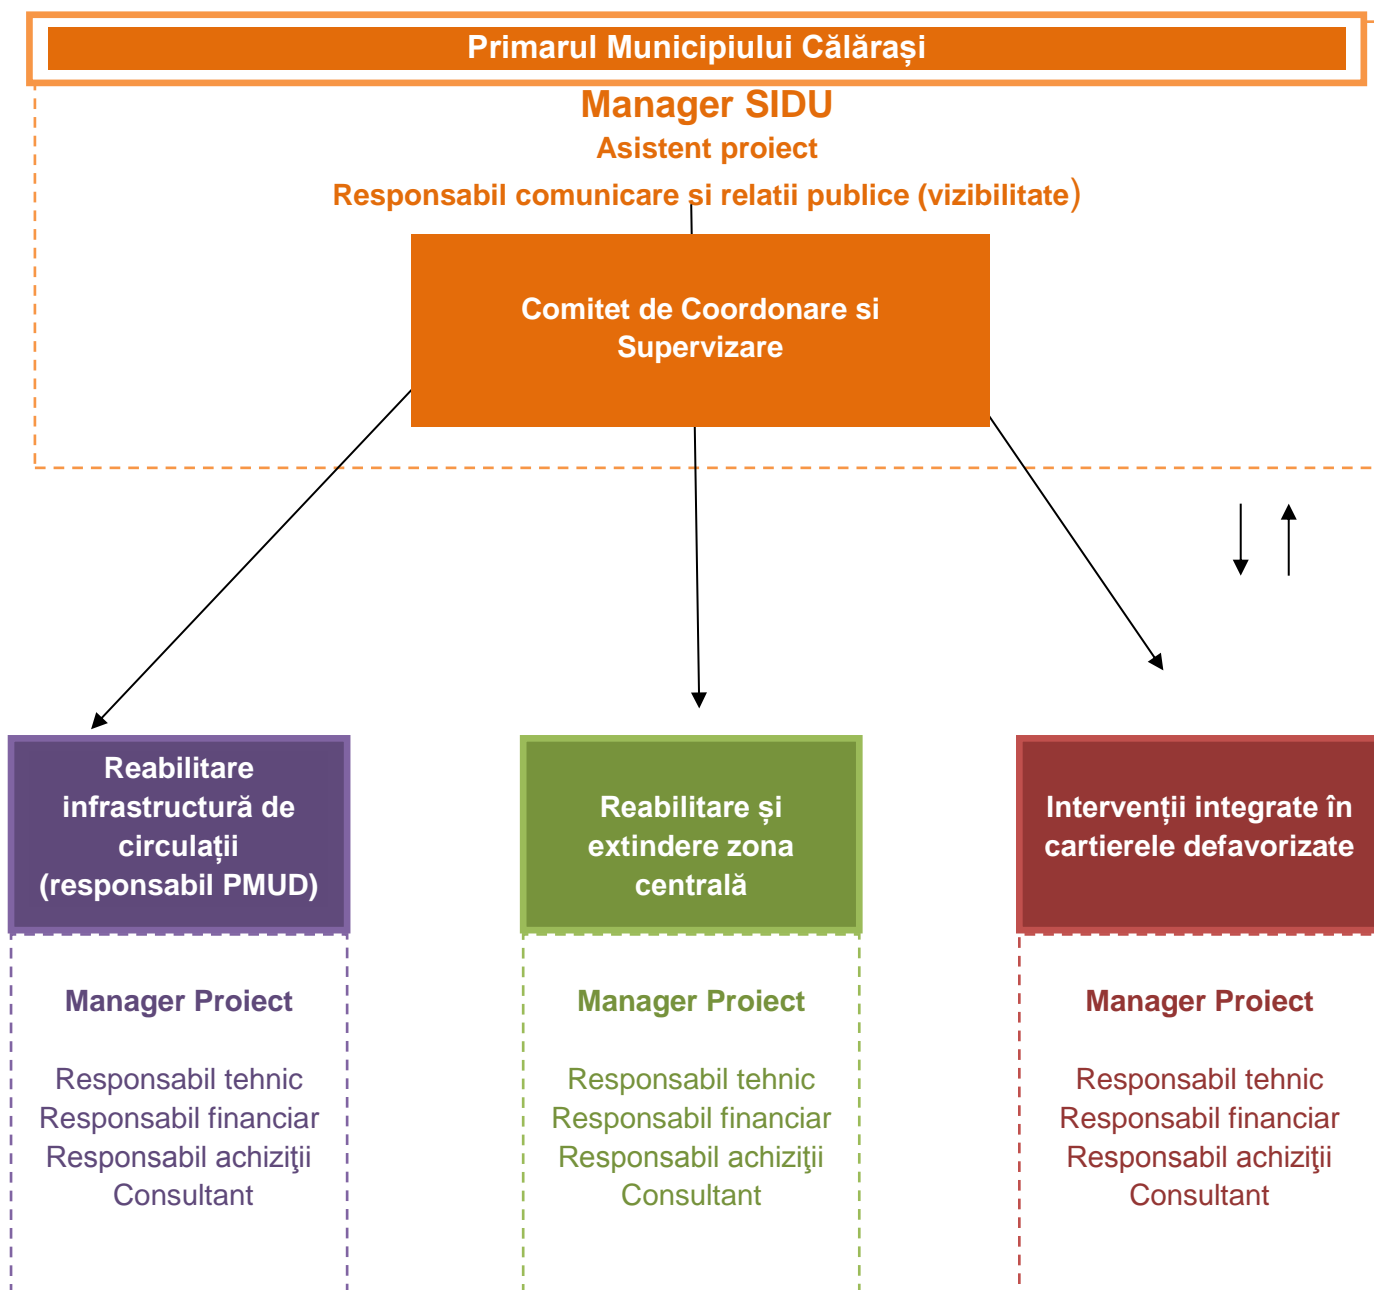 Primarul Municipiului Călărași
Manager SIDU
Asistent proiect
Responsabil comunicare si relatii publice (vizibilitate)
Comitet de Coordonare si
Supervizare
Reabilitare
infrastructură de
circulații
(responsabil PMUD)
Manager Proiect
Responsabil tehnic
Responsabil financiar
Responsabil achiziţii
Consultant
Reabilitare și
extindere zona
centrală
Manager Proiect
Responsabil tehnic
Responsabil financiar
Responsabil achiziţii
Consultant
Intervenții integrate în
cartierele defavorizate
Manager Proiect
Responsabil tehnic
Responsabil financiar
Responsabil achiziţii
Consultant